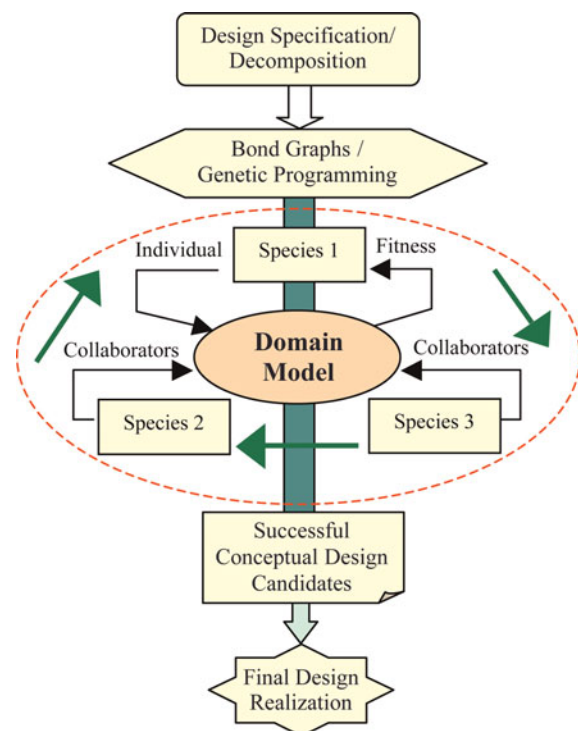 Design Specification/
Decomposition
Bond Graphs /
Genetic Programming
Individual
Species 1
Fitness
Collaborators
Domain
Model
Collaborators
Species 2
Species 3
Successful
Conceptual Design
Candidates
Final Design
Realization